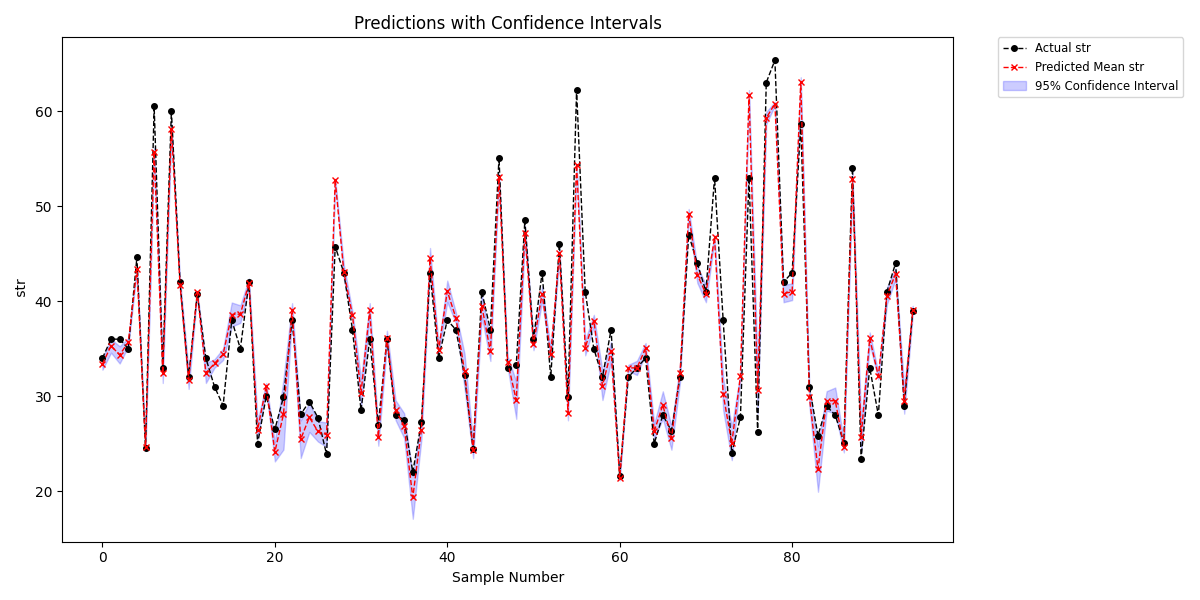 Predictions with Confidence Intervals
Actual str
Predicted Mean str
95% Confidence Interval
60
50
40
30
20
str
0
20
40
60
80
Sample Number